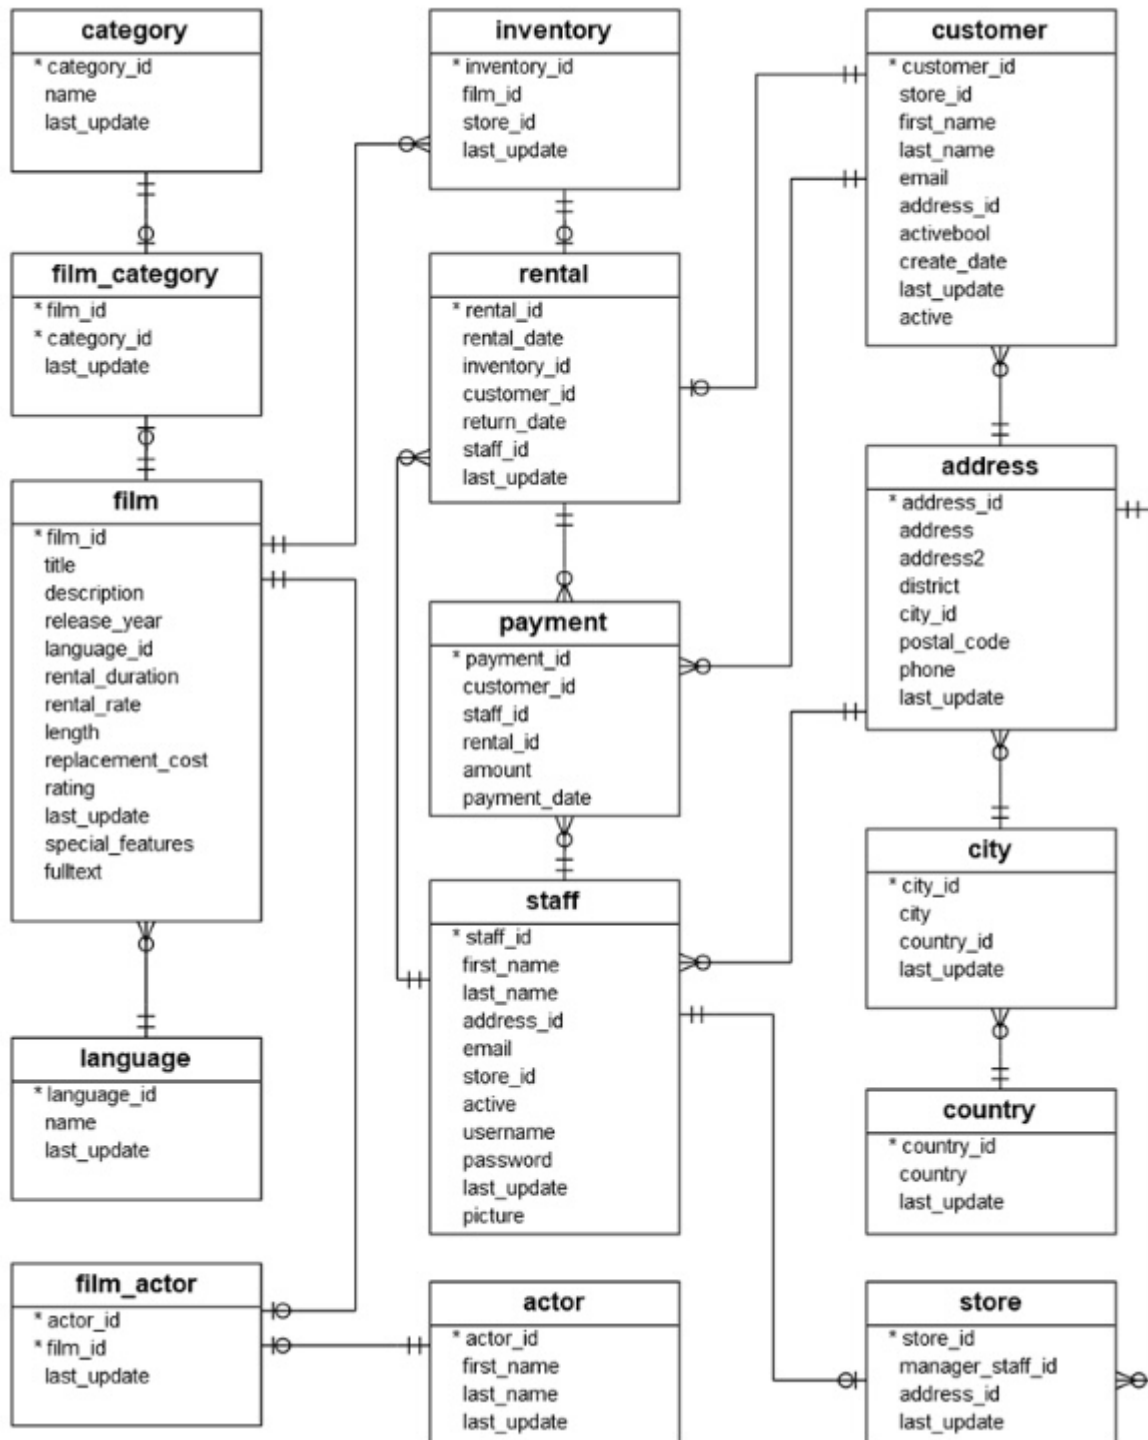 category
* category_id
name
last_update
film_category
* film_id
* category_id
last_update
film
* film_id
title
description
release_year
language_id
rental_duration
rental_rate
length
replacement_cost
rating
last_update
special_features
fulltext
language
* language_id
name
last_update
film_actor
* actor_id
* film_id
last_update
inventory
* inventory_id
film_id
store_id
last_update
rental
* rental_id
rental_date
inventory_id
customer_id
return_date
staff_id
last_update
payment
* payment_id
customer_id
staff_id
rental_id
amount
payment_date
staff
* staff_id
first_name
last_name
address_id
email
store_id
active
username
password
last_update
picture
actor
* actor_id
first_name
last_name
last_update
customer
* customer_id
store_id
first_name
last_name
email
address_id
activebool
create_date
last_update
active
address
* address_id
address
address2
district
city_id
postal_code
phone
last_update
city
* city_id
city
country_id
last_update
country
* country_id
country
last_update
store
* store_id
manager_staff_id
address_id
last_update